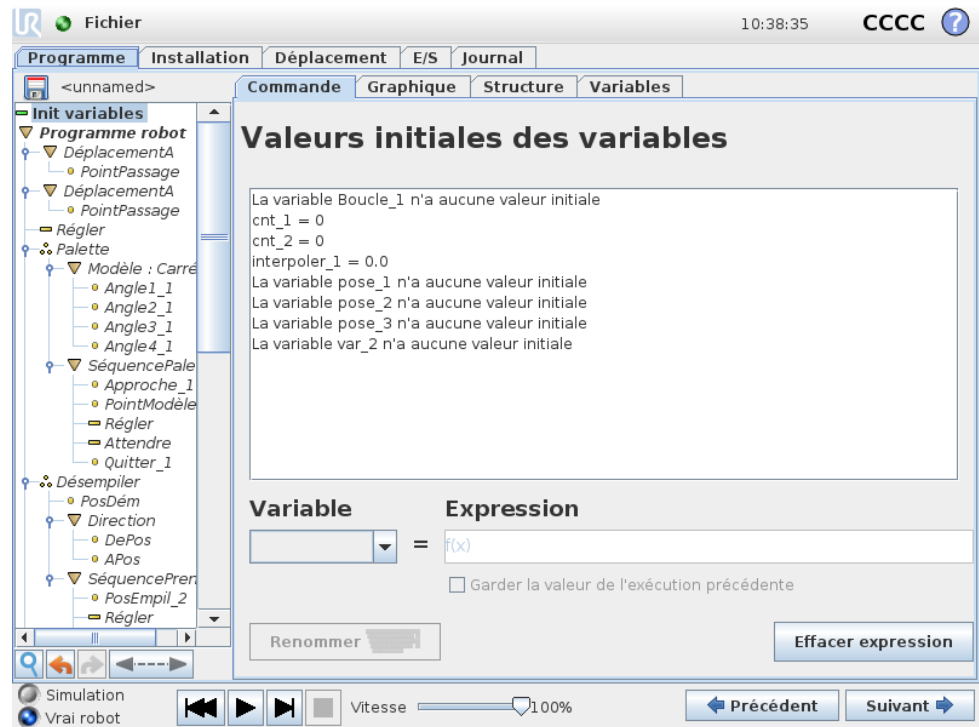 UR Fichier 10:38:35 CCCC ?
Programme Installation Déplacement E/S Journal
<unnamed>
Commande Graphique Structure Variables
Init variables
Programme robot
DéplacementA
PointPassage
DéplacementA
PointPassage
Régler
Palette
Modèle : Carré
Angle1_1
Angle2_1
Angle3_1
Angle4_1
SéquencePale
Approche_1
PointModèle
Régler
Attendre
Quitter_1
Désempiler
PosDém
Direction
DePos
APos
SéquencePren
PosEmpil_2
Régler
Valeurs initiales des variables
La variable Boucle_1 n'a aucune valeur initiale
cnt_1 = 0
cnt_2 = 0
interpoler_1 = 0.0
La variable pose_1 n'a aucune valeur initiale
La variable pose_2 n'a aucune valeur initiale
La variable pose_3 n'a aucune valeur initiale
La variable var_2 n'a aucune valeur initiale
Variable Expression
= f(x)
Garder la valeur de l'exécution précédente
Renommer
Effacer expression
Simulation
Vrai robot
Vitesse 100%
Précédent Suivant